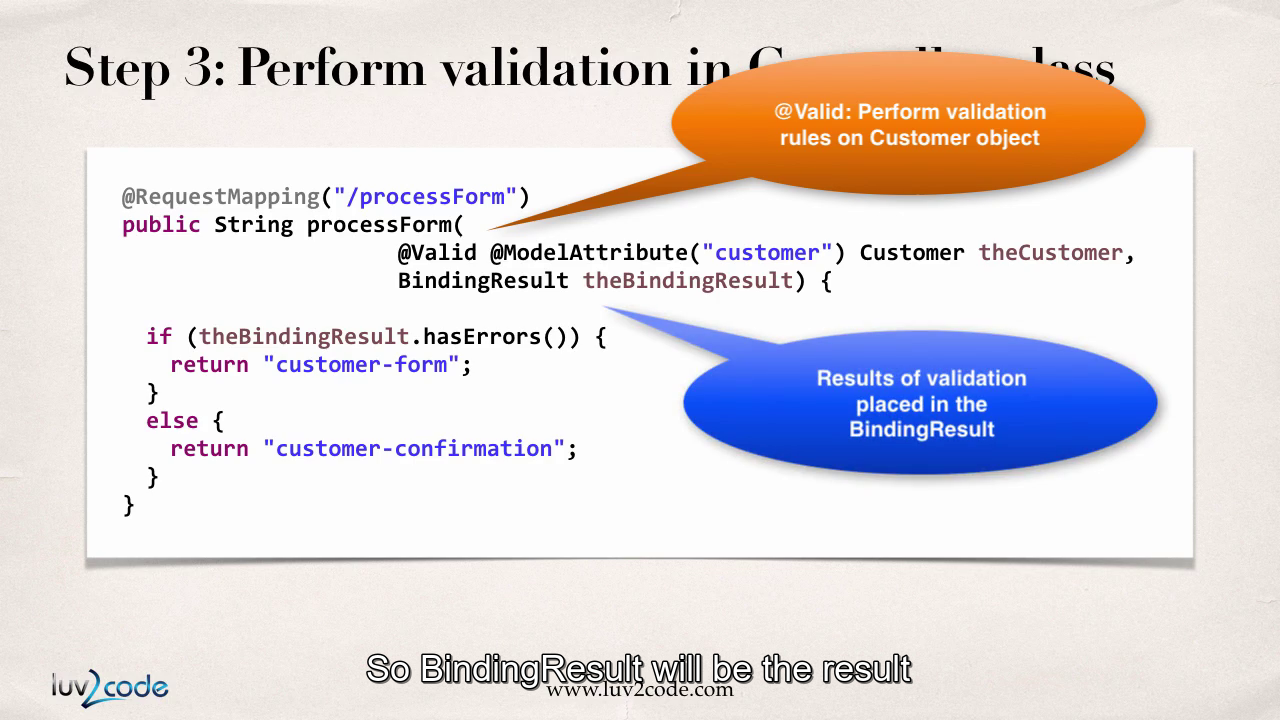 Step 3: Perform validation in C lass
@Valid: Perform validation
rules on Customer object
@RequestMapping("/processForm")
public String processForm(
@Valid @ModelAttribute("customer") Customer theCustomer,
BindingResult theBindingResult) {
if (theBindingResult.hasErrors()) {
return "customer-form";
}
else {
return "customer-confirmation";
}
}
Results of validation
placed in the
BindingResult
So BindingResult will be the result
luv2code
www.luv2code.com